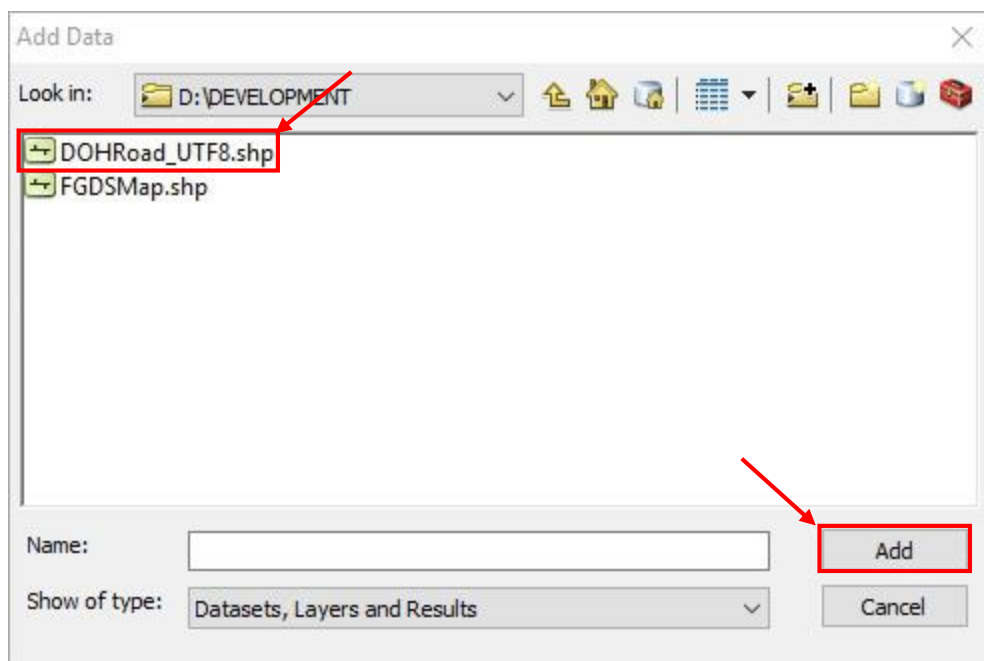 Add Data
Look in: D:\DEVELOPMENT
DOHRoad_UTF8.shp
FGDSMap.shp
Name:
Add
Show of type: Datasets, Layers and Results
Cancel